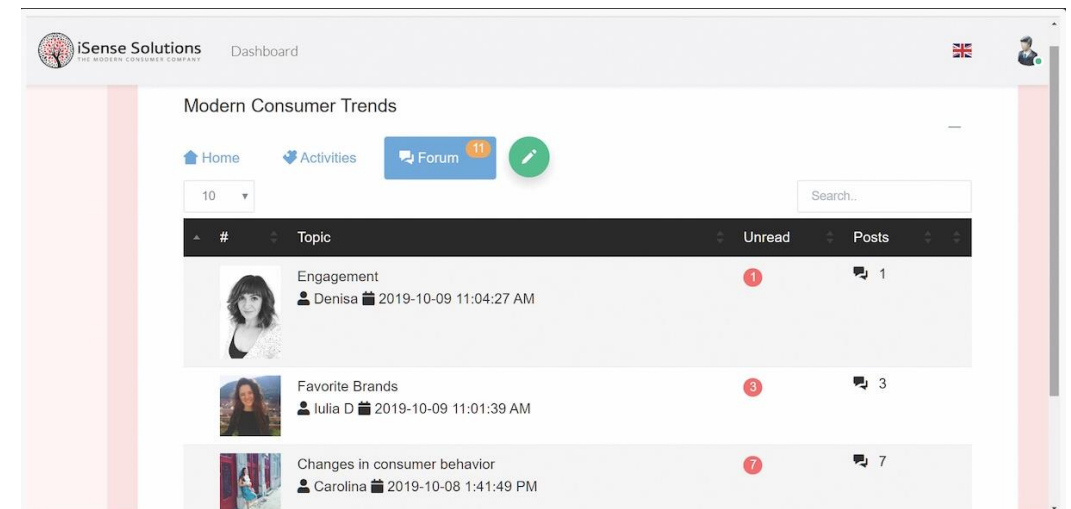 iSense Solutions
THE MODERN CONSUMER COMPANY
Dashboard
Modern Consumer Trends
Home Activities Forum 11
10 Search..
# Topic Unread Posts
Engagement 1 1
Denisa 2019-10-09 11:04:27 AM
Favorite Brands 3 3
Iulia D 2019-10-09 11:01:39 AM
Changes in consumer behavior 7 7
Carolina 2019-10-08 1:41:49 PM